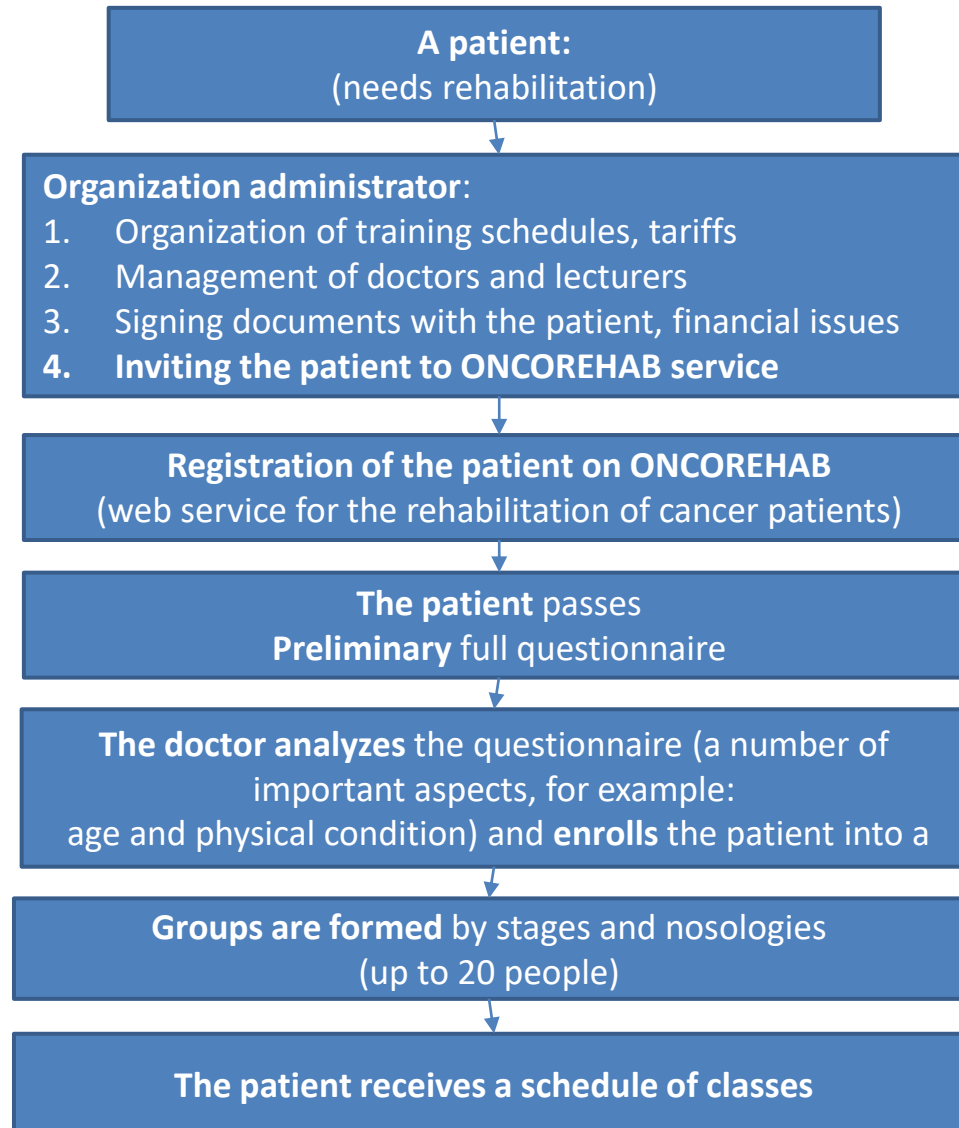 A patient:
(needs rehabilitation)
Organization administrator:
1. Organization of training schedules, tariffs
2. Management of doctors and lecturers
3. Signing documents with the patient, financial issues
4. Inviting the patient to ONCOREHAB service
Registration of the patient on ONCOREHAB
(web service for the rehabilitation of cancer patients)
The patient passes
Preliminary full questionnaire
The doctor analyzes the questionnaire (a number of
important aspects, for example:
age and physical condition) and enrolls the patient into a
Groups are formed by stages and nosologies
(up to 20 people)
The patient receives a schedule of classes